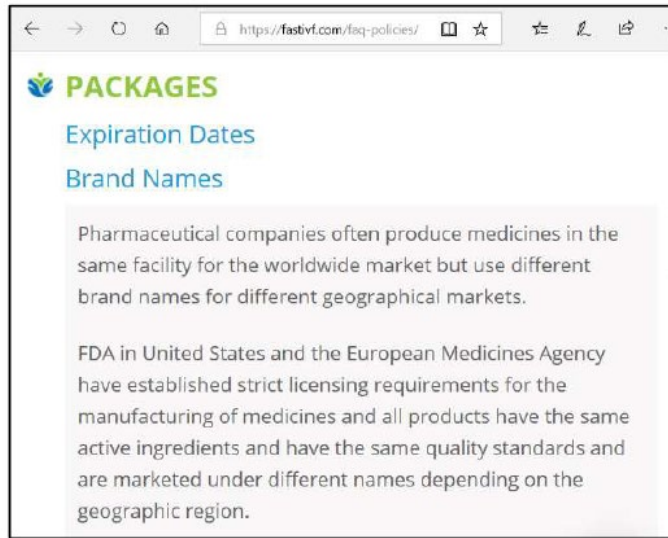 https://fastivf.com/faq-policies/
PACKAGES
Expiration Dates
Brand Names
Pharmaceutical companies often produce medicines in the
same facility for the worldwide market but use different
brand names for different geographical markets.
FDA in United States and the European Medicines Agency
have established strict licensing requirements for the
manufacturing of medicines and all products have the same
active ingredients and have the same quality standards and
are marketed under different names depending on the
geographic region.